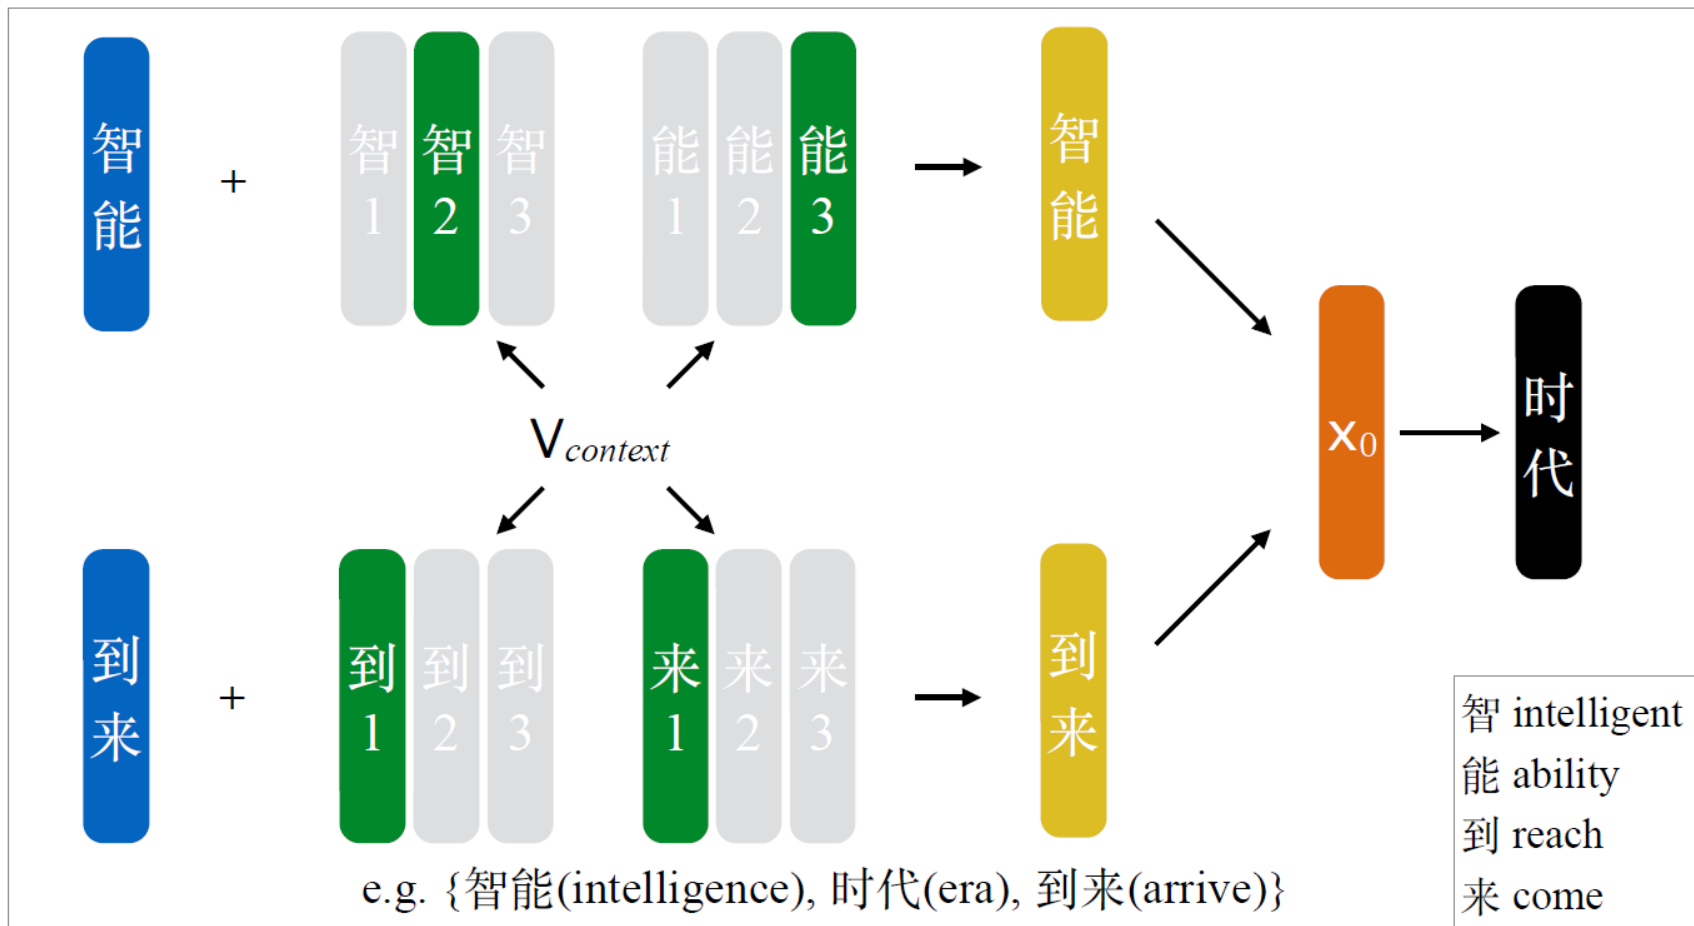 智能
+
智1
智2
智3
能1
能2
能3
智能
Vcontext
x0
时代
到来
+
到1
到2
到3
来1
来2
来3
到来
智 intelligent
能 ability
到 reach
来 come
e.g. {智能(intelligence), 时代(era), 到来(arrive)}